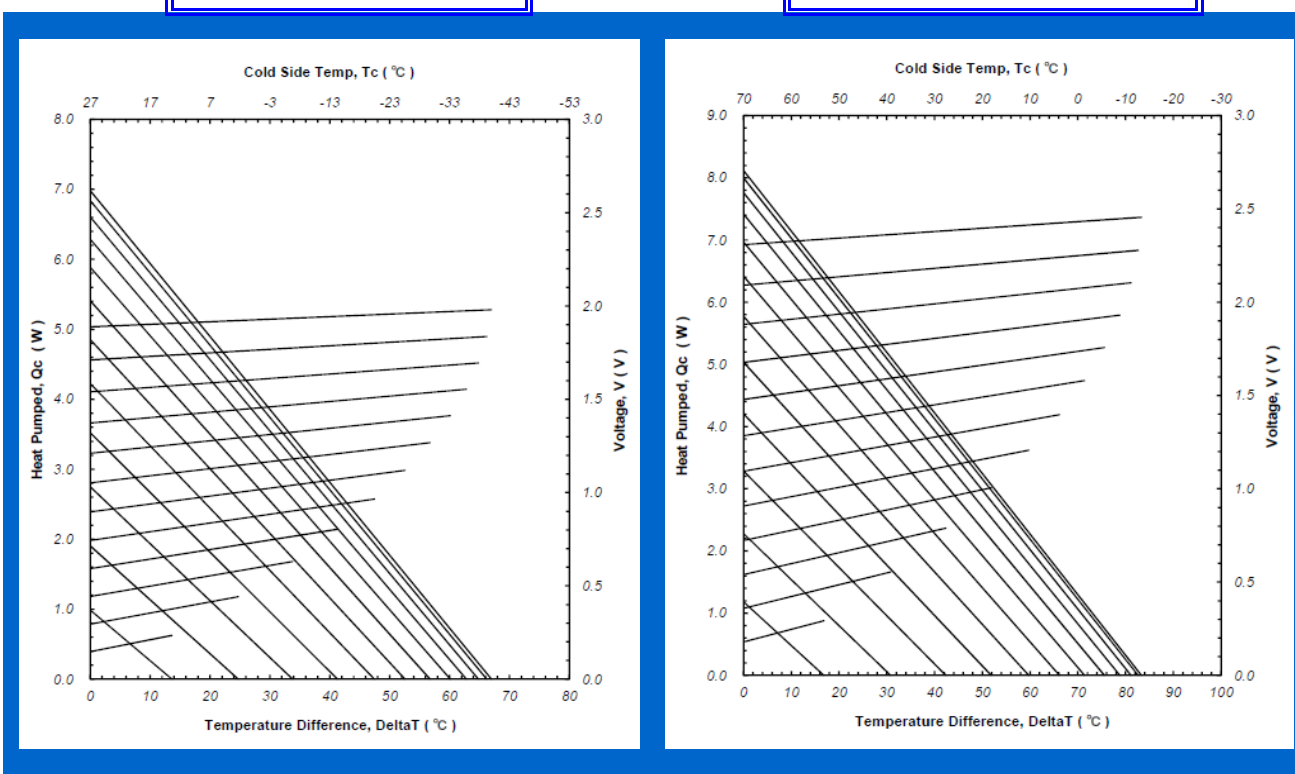 Cold Side Temp, Tc ( °C )
27 17 7 -3 -13 -23 -33 -43 -53
8.0 3.0
7.0
2.5
6.0
2.0
5.0
4.0 1.5
3.0
1.0
2.0
0.5
1.0
0.0 0.0
0 10 20 30 40 50 60 70 80
Heat Pumped, Qc ( W )
Voltage, V ( V )
Temperature Difference, DeltaT ( °C )
Cold Side Temp, Tc ( °C )
70 60 50 40 30 20 10 0 -10 -20 -30
9.0 3.0
8.0
2.5
7.0
6.0 2.0
5.0
1.5
4.0
3.0 1.0
2.0
0.5
1.0
0.0 0.0
0 10 20 30 40 50 60 70 80 90 100
Heat Pumped, Qc ( W )
Voltage, V ( V )
Temperature Difference, DeltaT ( °C )